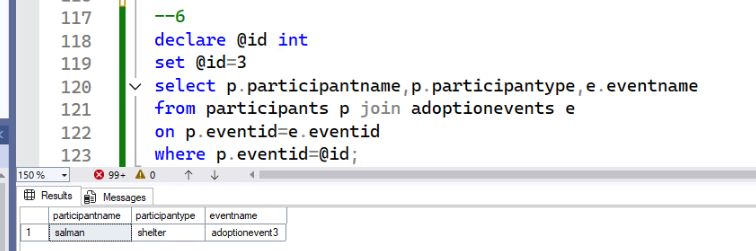 117 --6
118 declare @id int
119 set @id=3
120 select p.participantname,p.participantype,e.eventname
121 from participants p join adoptionevents e
122 on p.eventid=e.eventid
123 where p.eventid=@id;
150 % 99+ 0
Results Messages
participantname participantype eventname
1 salman shelter adoptionevent3